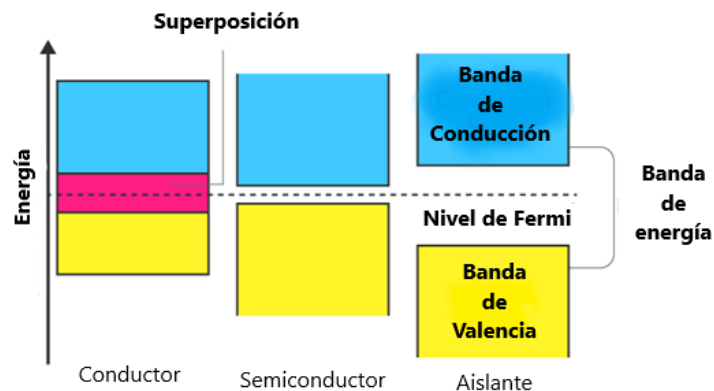 Superposición
Energía
Banda
de
Conducción
Banda
de
energía
Nivel de Fermi
Banda
de
Valencia
Conductor
Semiconductor
Aislante